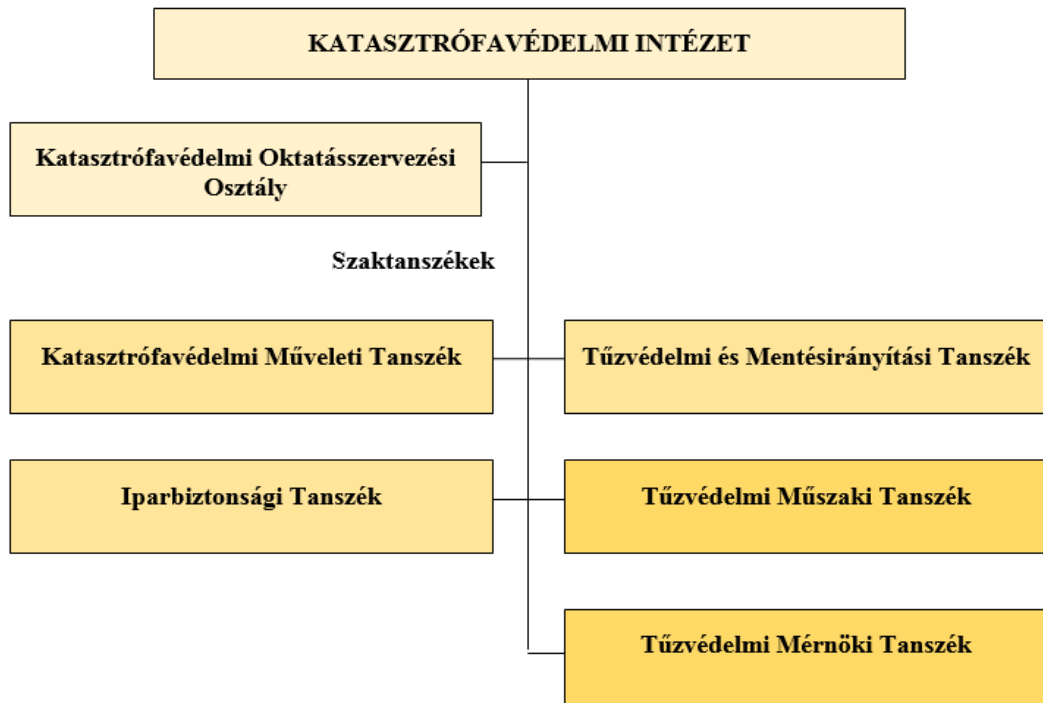 KATASZTRÓFAVÉDELMI INTÉZET
Katasztrófavédelmi Oktatásszervezési
Osztály
Szaktanszékek
Katasztrófavédelmi Műveleti Tanszék
Tűzvédelmi és Mentésirányítási Tanszék
Iparbiztonsági Tanszék
Tűzvédelmi Műszaki Tanszék
Tűzvédelmi Mérnöki Tanszék